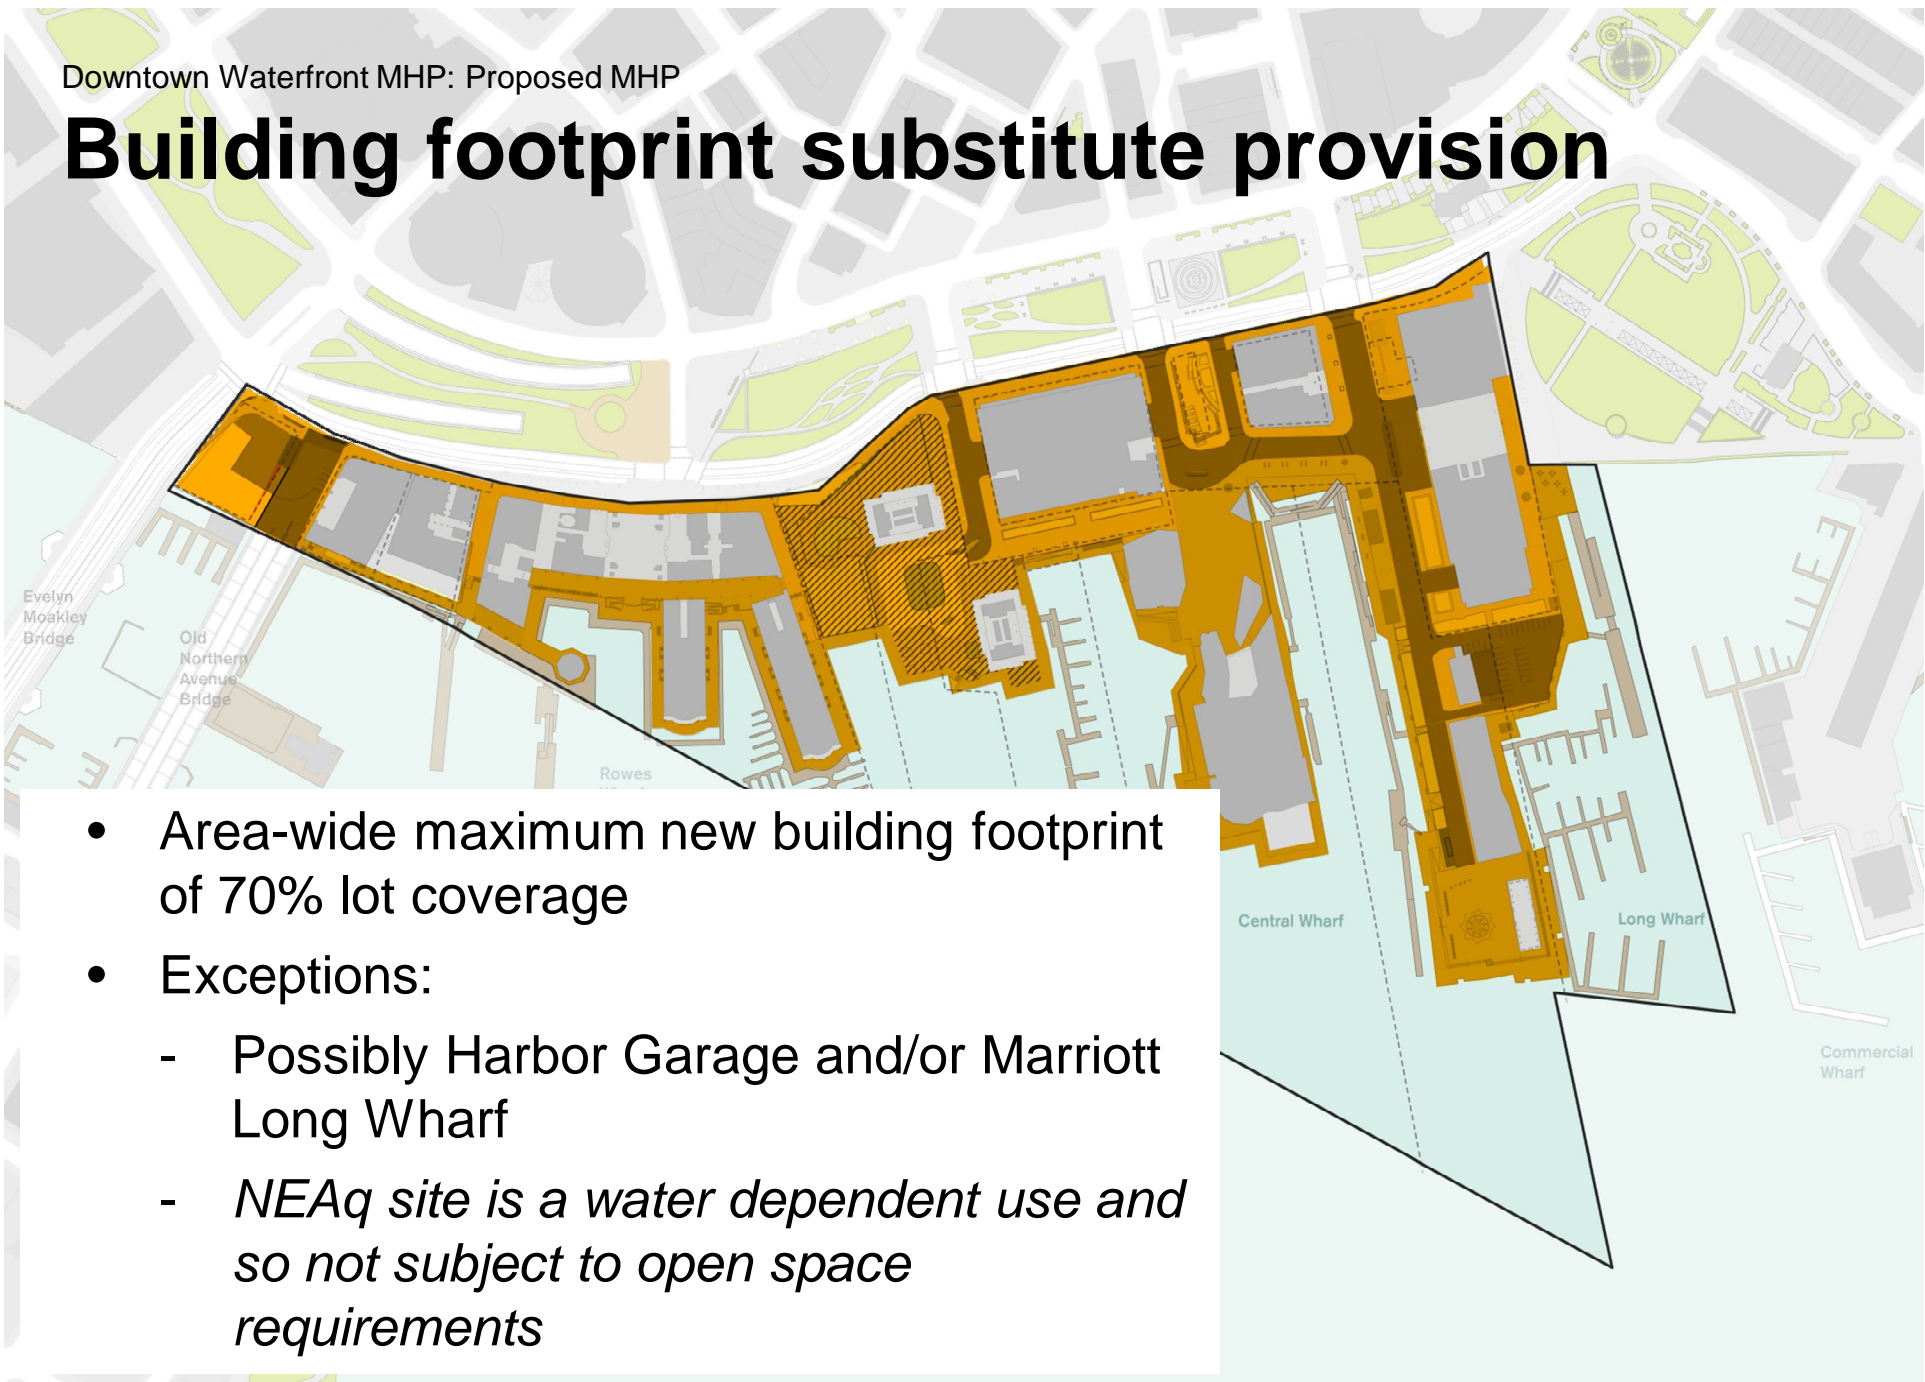 Downtown Waterfront MHP: Proposed MHP
Building footprint substitute provision
Evelyn
Moakley
Bridge
Old
Northern
Avenue
Bridge
Rowes
Central Wharf
Long Wharf
Commercial
Wharf
• Area-wide maximum new building footprint
of 70% lot coverage
• Exceptions:
- Possibly Harbor Garage and/or Marriott
Long Wharf
- NEAq site is a water dependent use and
so not subject to open space
requirements